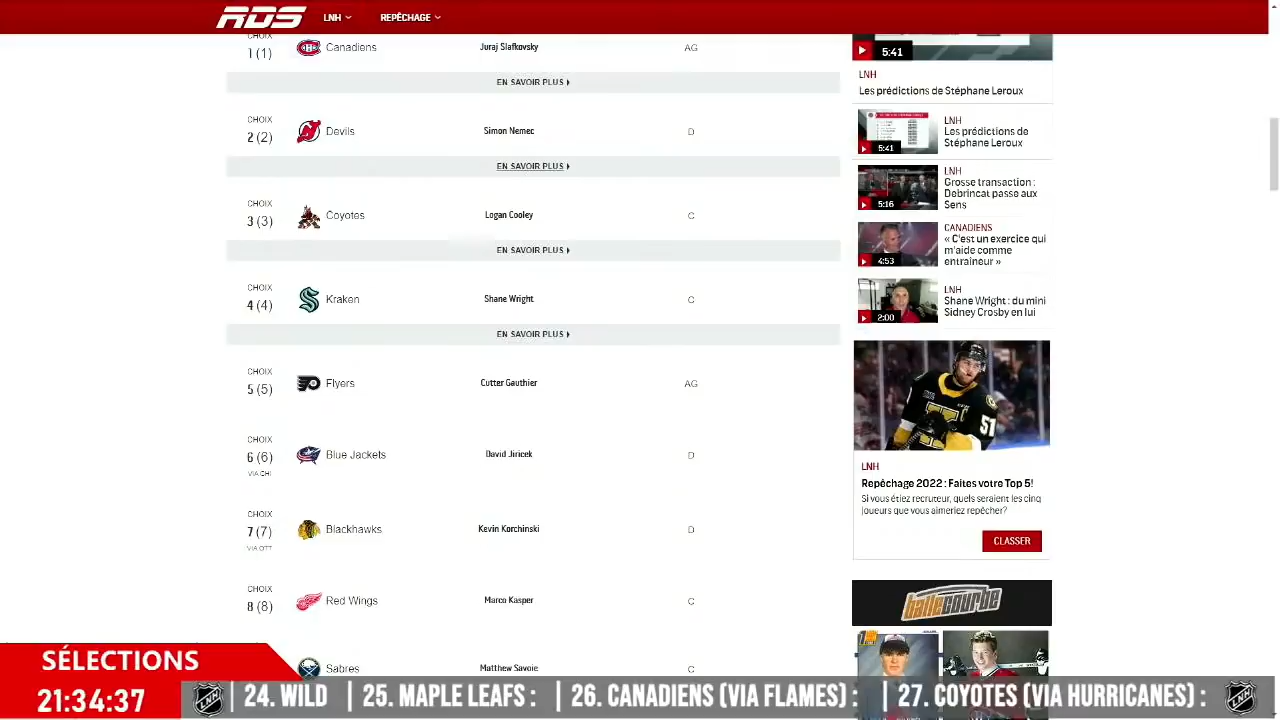 RDS
LNH
REPÊCHAGE
CHOIX
1 (1)
Canadiens
Juraj Slafkovsky
AG
EN SAVOIR PLUS
CHOIX
2 (2)
Devils
Simon Nemec
D
EN SAVOIR PLUS
CHOIX
3 (3)
Coyotes
Logan Cooley
C
EN SAVOIR PLUS
CHOIX
4 (4)
Kraken
Shane Wright
C
EN SAVOIR PLUS
CHOIX
5 (5)
Flyers
Cutter Gauthier
AG
CHOIX
6 (6)
VIA CHI
Blue Jackets
David Jiricek
D
CHOIX
7 (7)
VIA OTT
Blackhawks
Kevin Korchinski
D
CHOIX
8 (8)
Red Wings
Marco Kasper
C
Sabres
Matthew Savoie
C
5:41
LNH
Les prédictions de Stéphane Leroux
5:41
LNH
Les prédictions de
Stéphane Leroux
5:16
LNH
Grosse transaction :
Debrincat passe aux
Sens
4:53
CANADIENS
« C'est un exercice qui
m'aide comme
entraîneur »
2:00
LNH
Shane Wright : du mini
Sidney Crosby en lui
51
LNH
Repêchage 2022 : Faites votre Top 5!
Si vous étiez recruteur, quels seraient les cinq
joueurs que vous aimeriez repêcher?
CLASSER
ballecourbe
SÉLECTIONS
21:34:37
NHL
| 24. WILD | 25. MAPLE LEAFS : | 26. CANADIENS (VIA FLAMES) : | 27. COYOTES (VIA HURRICANES) :
NHL